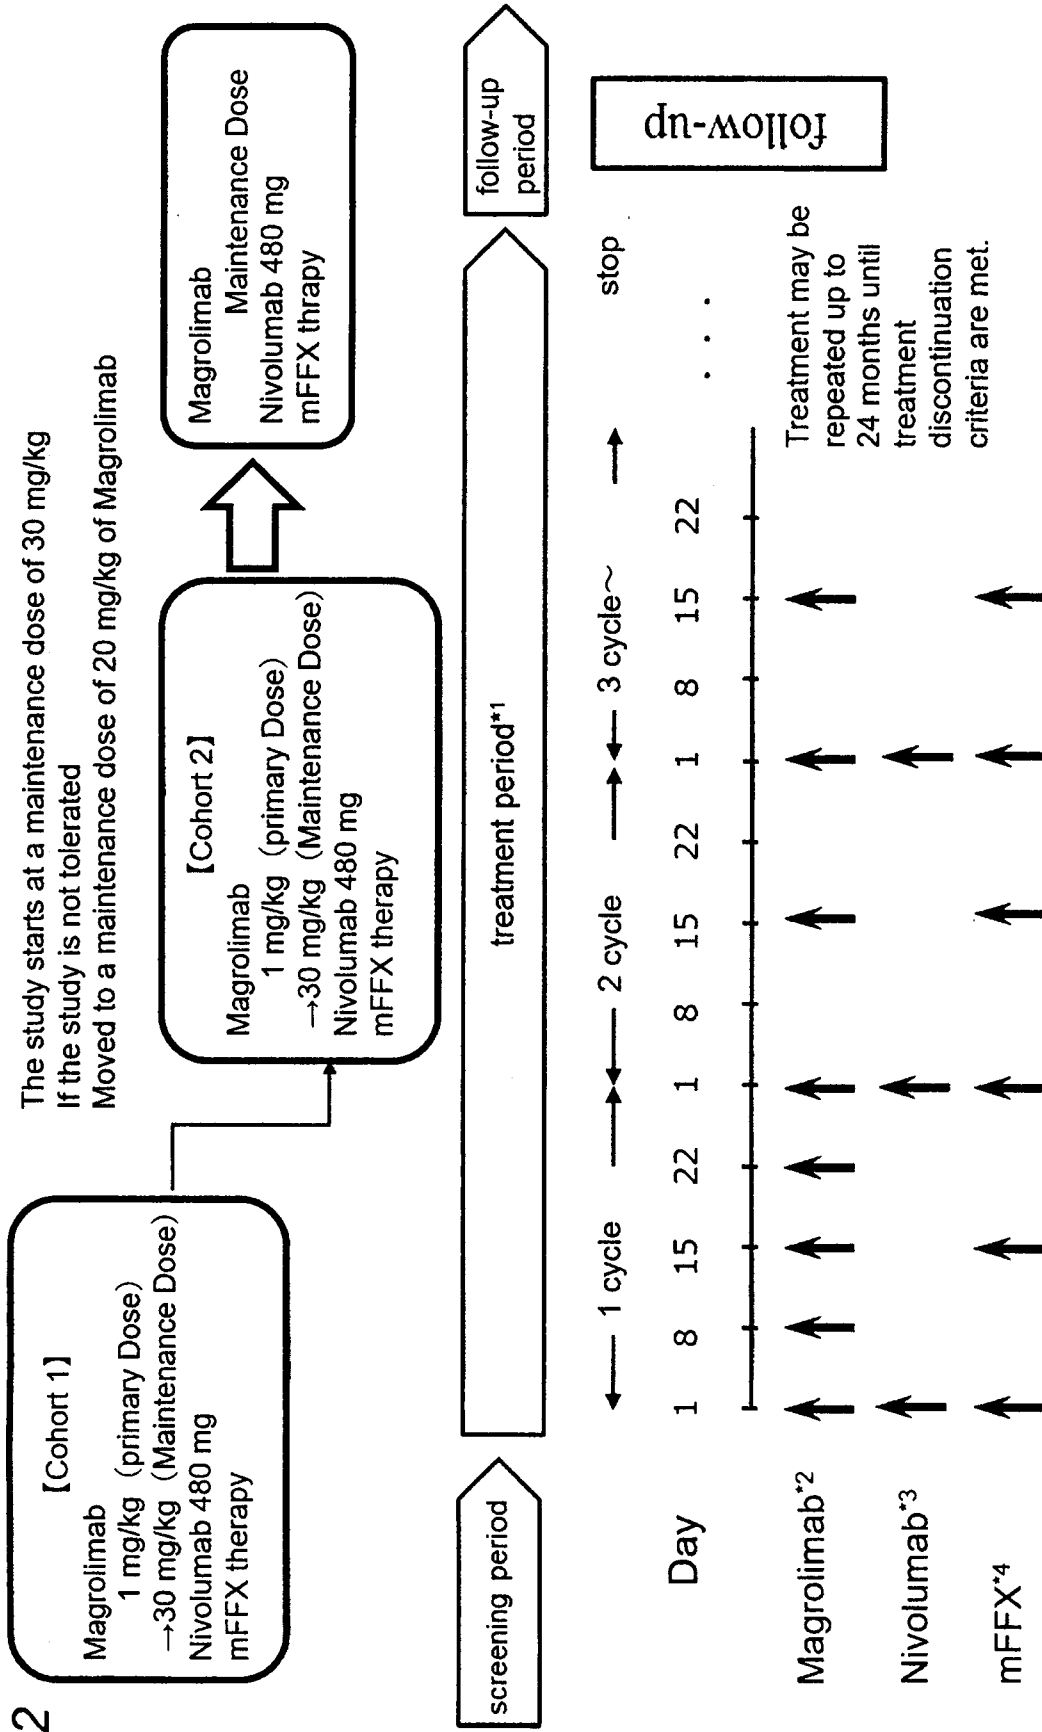 2
The study starts at a maintenance dose of 30 mg/kg
If the study is not tolerated
Moved to a maintenance dose of 20 mg/kg of Magrolimab
【Cohort 1】
Magrolimab
1 mg/kg (primary Dose)
→30 mg/kg (Maintenance Dose)
Nivolumab 480 mg
mFFX therapy
【Cohort 2】
Magrolimab
1 mg/kg (primary Dose)
→30 mg/kg (Maintenance Dose)
Nivolumab 480 mg
mFFX therapy
Magrolimab
Maintenance Dose
Nivolumab 480 mg
mFFX thrapy
screening period
treatment period*1
follow-up
period
1 cycle 2 cycle 3 cycle~ stop
Day 1 8 15 22 1 8 15 22 1 8 15 22 . . .
follow-up
Magrolimab*2
Nivolumab*3
mFFX*4
Treatment may be
repeated up to
24 months until
treatment
discontinuation
criteria are met.